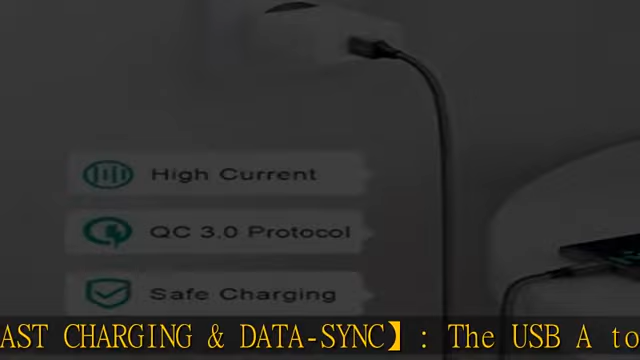 High Current
QC 3.0 Protocol
Safe Charging
AST CHARGING & DATA-SYNC】: The USB A to